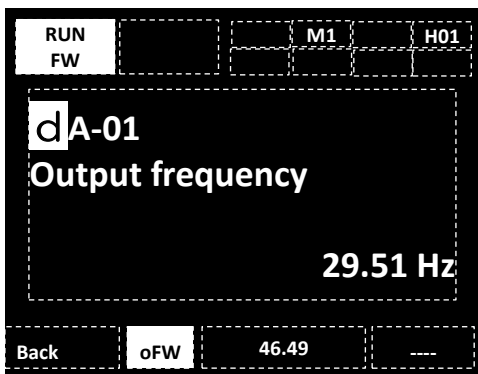 RUN
FW
M1
H01
dA-01
Output frequency
29.51 Hz
Back
oFW
46.49
----